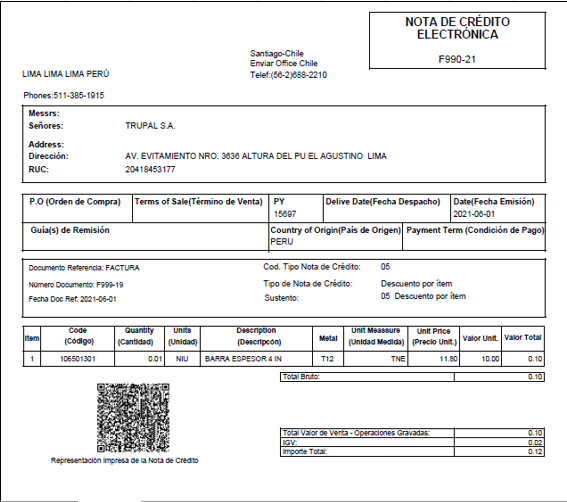 NOTA DE CRÉDITO
ELECTRÓNICA
F990-21
Santiago-Chile
Enviar Office Chile
Telef:(56-2)688-2210
LIMA LIMA LIMA PERÚ
Phones:511-385-1915
Messrs:
Señores: TRUPAL S.A.
Address:
Dirección: AV. EVITAMIENTO NRO. 3636 ALTURA DEL PU EL AGUSTINO LIMA
RUC: 20418453177
P.O (Orden de Compra) Terms of Sale(Término de Venta) PY Delive Date(Fecha Despacho) Date(Fecha Emisión)
15697 2021-06-01
Guía(s) de Remisión Country of Origin(País de Origen) Payment Term (Condición de Pago)
PERU
Documento Referencia: FACTURA Cod. Tipo Nota de Crédito: 05
Número Documento: F999-19 Tipo de Nota de Crédito: Descuento por ítem
Fecha Doc Ref: 2021-06-01 Sustento: 05 Descuento por ítem
Item Code (Código) Quantity (Cantidad) Units (Unidad) Description (Descripcón) Metal Unit Meassure (Unidad Medida) Unit Price (Precio Unit.) Valor Unit. Valor Total
1 106501301 0.01 NIU BARRA ESPESOR 4 IN T12 TNE 11.80 10.00 0.10
Total Bruto: 0.10
Total Valor de Venta - Operaciones Gravadas: 0.10
IGV: 0.02
Importe Total: 0.12
Representación Impresa de la Nota de Crédito